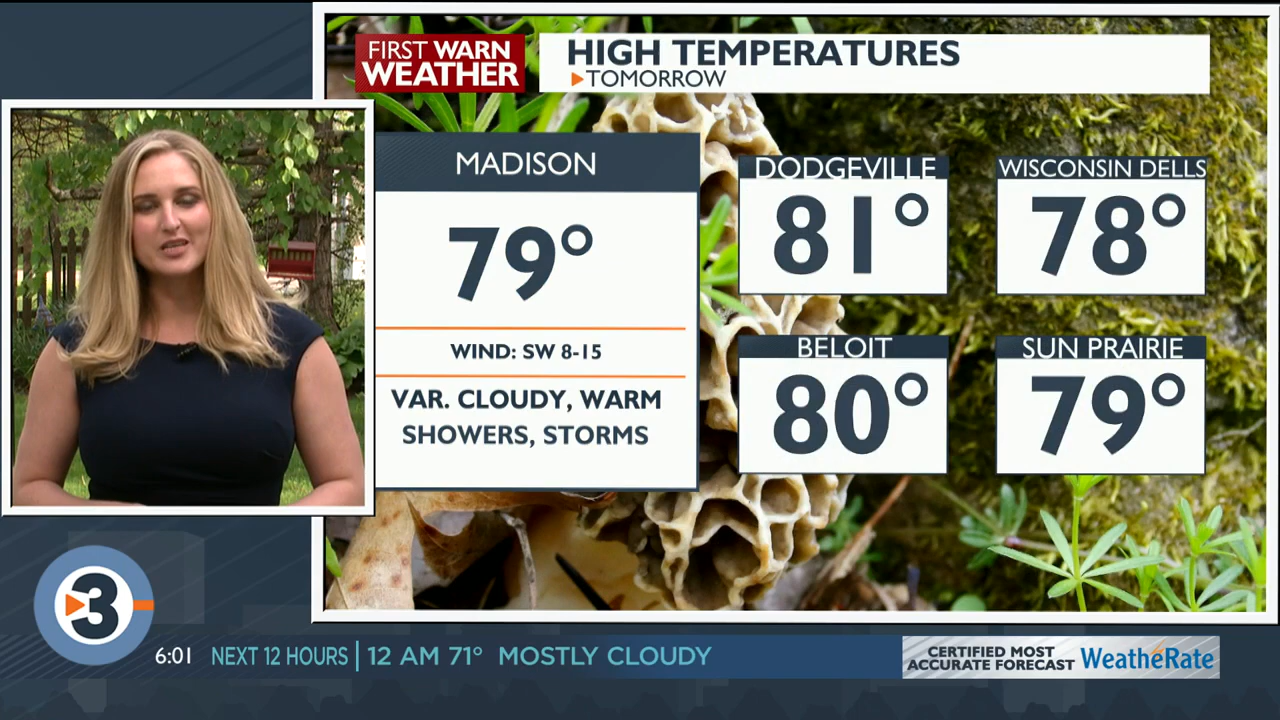 FIRST WARN
WEATHER
HIGH TEMPERATURES
TOMORROW
MADISON
79°
WIND: SW 8-15
VAR. CLOUDY, WARM
SHOWERS, STORMS
DODGEVILLE
81°
WISCONSIN DELLS
78°
BELOIT
80°
SUN PRAIRIE
79°
3
6:01 NEXT 12 HOURS | 12 AM 71° MOSTLY CLOUDY
CERTIFIED MOST
ACCURATE FORECAST
WeatheRate